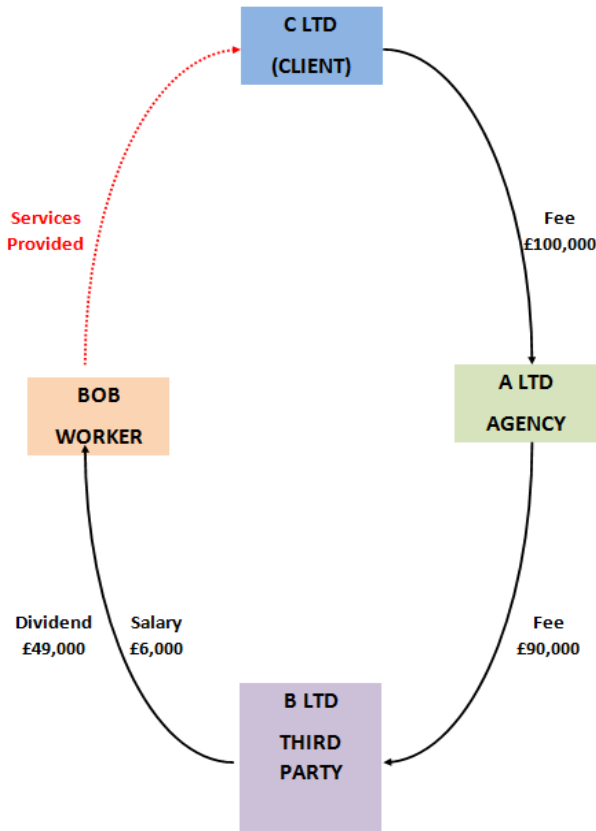 C LTD
(CLIENT)
Services
Provided
Fee
£100,000
BOB
WORKER
A LTD
AGENCY
Dividend
£49,000
Salary
£6,000
Fee
£90,000
B LTD
THIRD
PARTY